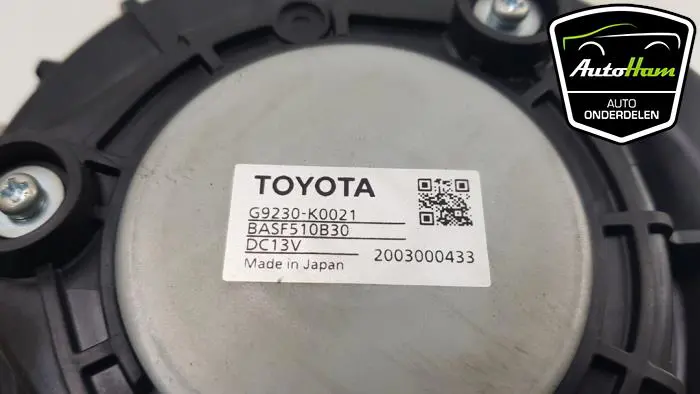 AutoHam
AUTO
ONDERDELEN
TOYOTA
G9230-K0021
BASF510B30
DC13V
2003000433
Made in Japan